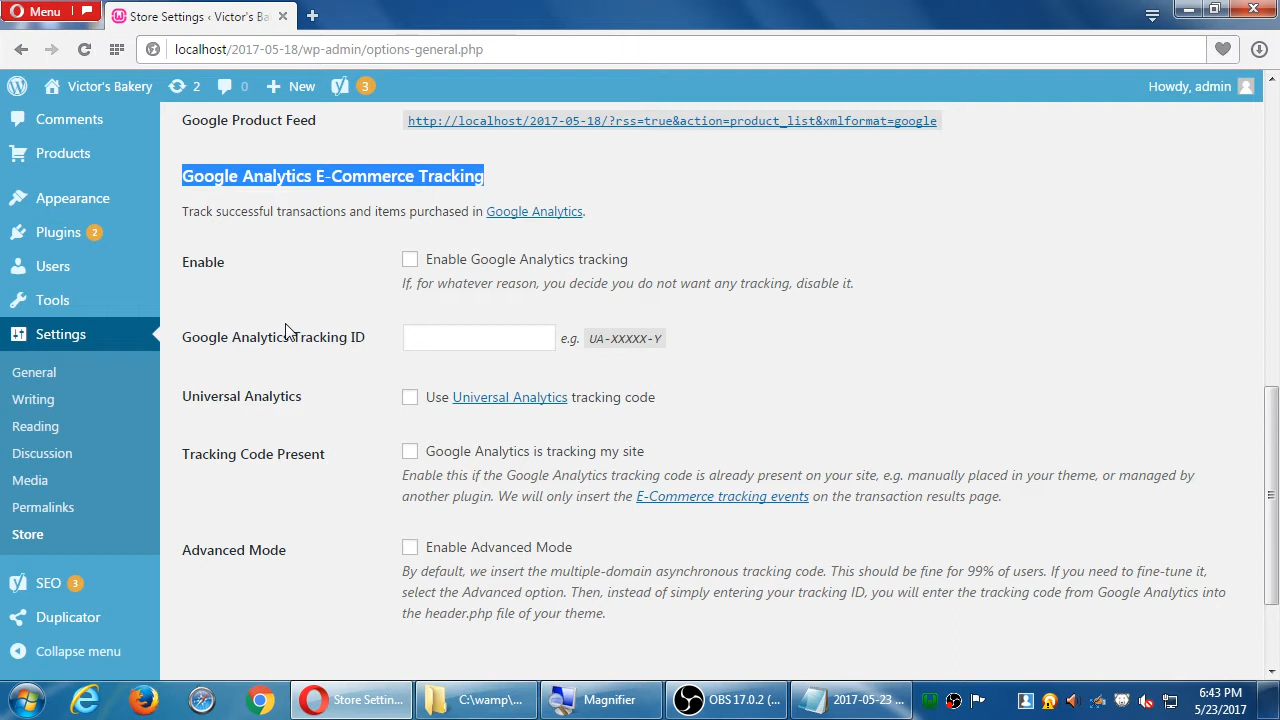 Menu
Store Settings ‹ Victor's Ba
localhost/2017-05-18/wp-admin/options-general.php
Victor's Bakery
2
0
New
3
Howdy, admin
Comments
Products
Appearance
Plugins 2
Users
Tools
Settings
General
Writing
Reading
Discussion
Media
Permalinks
Store
SEO 3
Duplicator
Collapse menu
Google Product Feed
http://localhost/2017-05-18/?rss=true&action=product_list&xmlformat=google
Google Analytics E-Commerce Tracking
Track successful transactions and items purchased in Google Analytics.
Enable
Enable Google Analytics tracking
If, for whatever reason, you decide you do not want any tracking, disable it.
Google Analytics Tracking ID
e.g. UA-XXXXX-Y
Universal Analytics
Use Universal Analytics tracking code
Tracking Code Present
Google Analytics is tracking my site
Enable this if the Google Analytics tracking code is already present on your site, e.g. manually placed in your theme, or managed by
another plugin. We will only insert the E-Commerce tracking events on the transaction results page.
Advanced Mode
Enable Advanced Mode
By default, we insert the multiple-domain asynchronous tracking code. This should be fine for 99% of users. If you need to fine-tune it,
select the Advanced option. Then, instead of simply entering your tracking ID, you will enter the tracking code from Google Analytics into
the header.php file of your theme.
Store Settin...
C:\wamp\...
Magnifier
OBS 17.0.2 (...
2017-05-23 ...
6:43 PM
5/23/2017